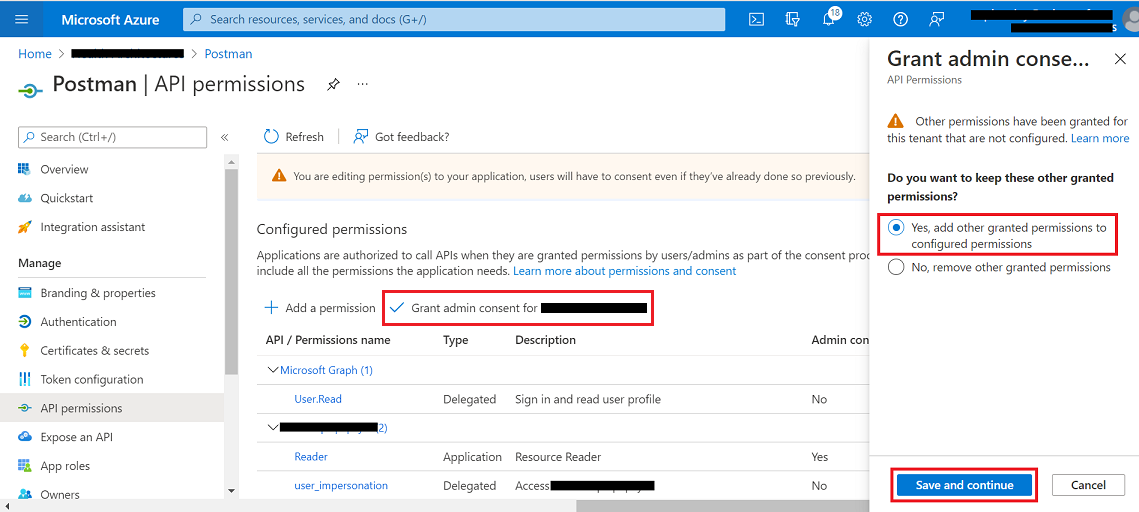 Microsoft Azure
Search resources, services, and docs (G+/)
18
s
Home > > Postman
Postman | API permissions
Search (Ctrl+/)
Overview
Quickstart
Integration assistant
Manage
Branding & properties
Authentication
Certificates & secrets
Token configuration
API permissions
Expose an API
App roles
Owners
Refresh
Got feedback?
You are editing permission(s) to your application, users will have to consent even if they've already done so previously.
Configured permissions
Applications are authorized to call APIs when they are granted permissions by users/admins as part of the consent
include all the permissions the application needs. Learn more about permissions and consent
Add a permission
Grant admin consent for
API / Permissions name Type Description Admin
Microsoft Graph (1)
User.Read Delegated Sign in and read user profile No
(2)
Reader Application Resource Reader Yes
user_impersonation Delegated Access No
Grant admin conse...
API Permissions
Other permissions have been granted for
this tenant that are not configured. Learn more
Do you want to keep these other granted
permissions?
Yes, add other granted permissions to
configured permissions
No, remove other granted permissions
Save and continue
Cancel